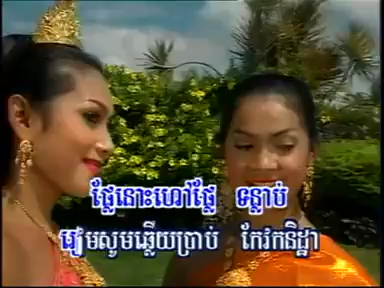 ផ្លែនោះហៅផ្លែ ទន្លាប់
រៀមសូមឆ្លើយប្រាប់ កែវកនិដ្ឋា